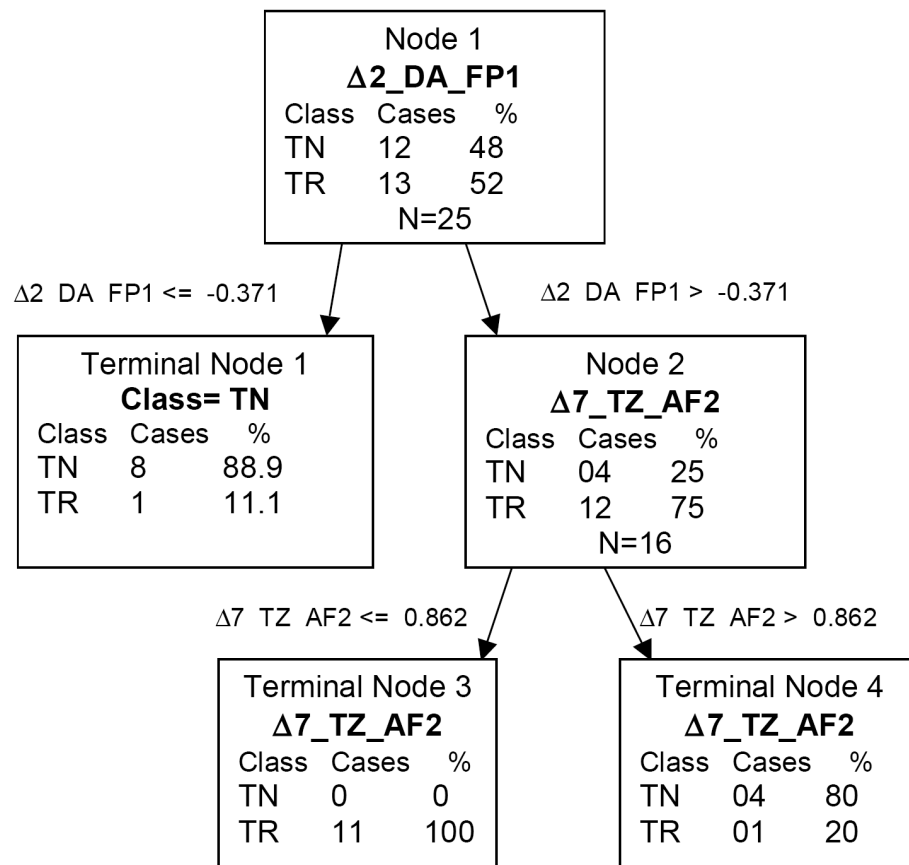 Node 1
Δ2_DA_FP1
Class Cases %
TN 12 48
TR 13 52
N=25
Δ2 DA FP1 <= -0.371
Δ2 DA FP1 > -0.371
Terminal Node 1
Class= TN
Class Cases %
TN 8 88.9
TR 1 11.1
Node 2
Δ7_TZ_AF2
Class Cases %
TN 04 25
TR 12 75
N=16
Δ7 TZ AF2 <= 0.862
Δ7 TZ AF2 > 0.862
Terminal Node 3
Δ7_TZ_AF2
Class Cases %
TN 0 0
TR 11 100
Terminal Node 4
Δ7_TZ_AF2
Class Cases %
TN 04 80
TR 01 20